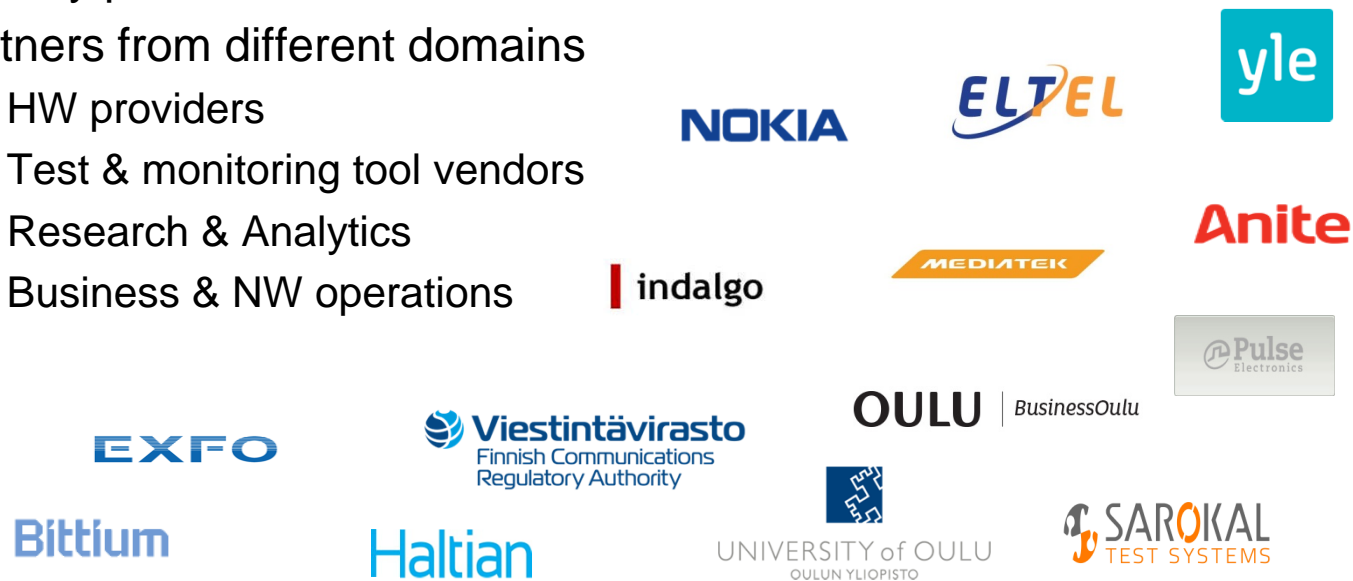 tners from different domains
HW providers
Test & monitoring tool vendors
Research & Analytics
Business & NW operations
NOKIA
ELTEL
yle
Anite
indalgo
MEDIATEK
Pulse
Electronics
OULU | BusinessOulu
EXFO
Viestintävirasto
Finnish Communications
Regulatory Authority
Bittium
Haltian
UNIVERSITY of OULU
OULUN YLIOPISTO
SAROKAL
TEST SYSTEMS